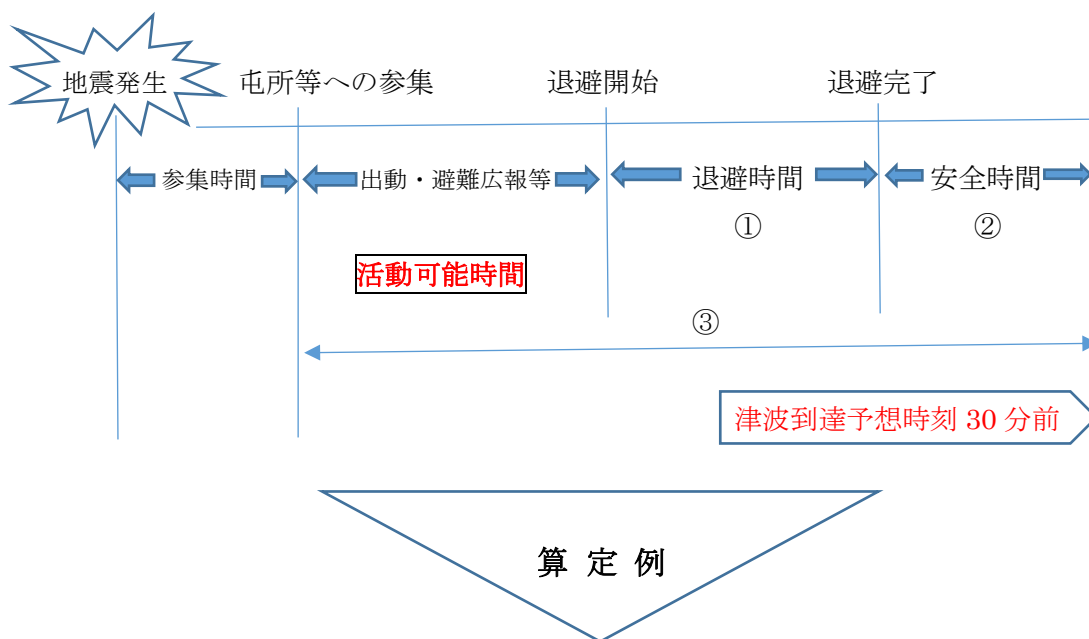 地震発生
屯所等への参集
退避開始
退避完了
参集時間
出動・避難広報等
退避時間
安全時間
①
②
活動可能時間
③
津波到達予想時刻 30 分前
算 定 例